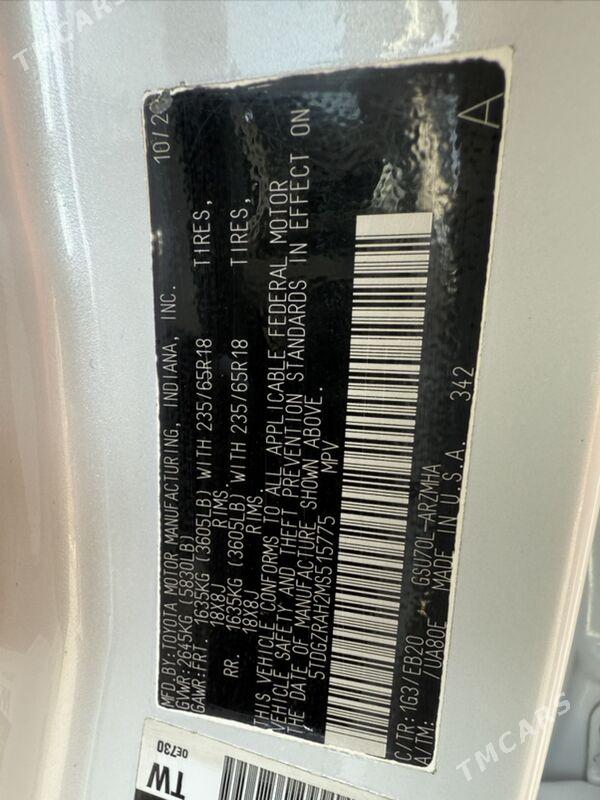 TMCARS
MFD.BY:TOYOTA MOTOR MANUFACTURING, INDIANA, INC. 10/20
GVWR:2645KG (5830LB)
GAWR:FRT. 1635KG (3605LB) WITH 235/65R18 TIRES,
18X8J RIMS.
RR. 1635KG (3605LB) WITH 235/65R18 TIRES,
18X8J RIMS.
THIS VEHICLE CONFORMS TO ALL APPLICABLE FEDERAL MOTOR
VEHICLE SAFETY AND THEFT PREVENTION STANDARDS IN EFFECT ON
THE DATE OF MANUFACTURE SHOWN ABOVE.
5TDGZRAH2MS515775 MPV
C/TR:1G3/EB20 GSU70L-ARZMHA A
A/TM: /UA80E MADE IN U.S.A. 342
TW
0E730
TMCARS